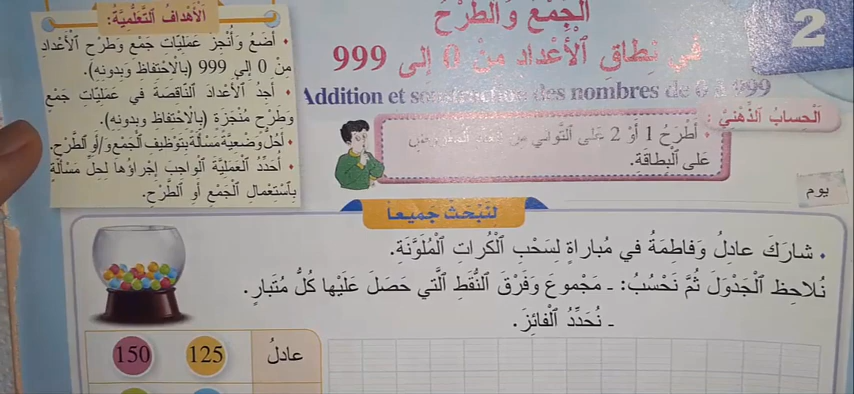 2
الْجَمْعُ وَالطَّرْحُ
فِي نِطَاقِ الْأَعْدَادِ مِنْ 0 إِلَى 999
Addition et soustraction des nombres de 0 à 999
الْأَهْدَافُ التَّعَلُّمِيَّةُ:
• أَضَعُ وَأُنْجِزُ عَمَلِيَّاتِ جَمْعِ وَطَرْحِ الْأَعْدَادِ
مِنْ 0 إِلَى 999 (بِالِاحْتِفَاظِ وَبِدُونِهِ).
• أَجِدُ الْأَعْدَادَ النَّاقِصَةَ فِي عَمَلِيَّاتِ جَمْعٍ
وَطَرْحٍ مُنْجَزَةٍ (بِالِاحْتِفَاظِ وَبِدُونِهِ).
• أَحُلُّ وَضْعِيَّةً مَسْأَلَةً بِتَوْظِيفِ الْجَمْعِ وَ/أَوِ الطَّرْحِ.
• أُحَدِّدُ الْعَمَلِيَّةَ الْوَاجِبَ إِجْرَاؤُهَا لِحَلِّ مَسْأَلَةٍ
بِاسْتِعْمَالِ الْجَمْعِ أَوِ الطَّرْحِ.
الْحِسَابُ الذِّهْنِيُّ:
• أَطْرَحُ 1 أَوْ 2 عَلَى التَّوَالِي مِنَ
عَلَى الْبِطَاقَةِ.
يوم
لِنَبْحَثْ جَمِيعاً
• شَارَكَ عَادِلُ وَفَاطِمَةُ فِي مُبَارَاةٍ لِسَحْبِ الْكُرَاتِ الْمُلَوَّنَةِ.
نُلَاحِظُ الْجَدْوَلَ ثُمَّ نَحْسُبُ: - مَجْمُوعَ وَفَرْقَ النُّقَطِ الَّتِي حَصَلَ عَلَيْهَا كُلُّ مُتَبَارٍ.
- نُحَدِّدُ الْفَائِزَ.
عَادِلُ 125 150